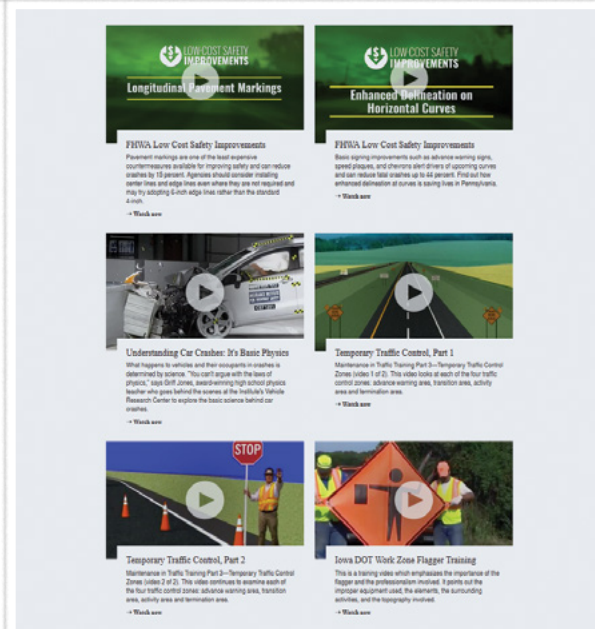 LOW-COST SAFETY
IMPROVEMENTS
Longitudinal Pavement Markings
FHWA Low Cost Safety Improvements
Pavement markings are one of the least expensive
countermeasures available for improving safety and can reduce
crashes by 15 percent. Agencies should consider installing
center lines and edge lines even where they are not required and
may try adopting 6-inch edge lines rather than the standard
4-inch.
→ Watch now
LOW-COST SAFETY
IMPROVEMENTS
Enhanced Delineation on
Horizontal Curves
FHWA Low Cost Safety Improvements
Basic signing improvements such as advance warning signs,
speed plaques, and chevrons alert drivers of upcoming curves
and can reduce fatal crashes up to 44 percent. Find out how
enhanced delineation at curves is saving lives in Pennsylvania.
→ Watch now
Understanding Car Crashes: It's Basic Physics
What happens to vehicles and their occupants in crashes is
determined by science. "You can't argue with the laws of
physics," says Griff Jones, award-winning high school physics
teacher who goes behind the scenes at the Institute's Vehicle
Research Center to explore the basic science behind car
crashes.
→ Watch now
Temporary Traffic Control, Part 1
Maintenance in Traffic Training Part 3—Temporary Traffic Control
Zones (video 1 of 2). This video looks at each of the four traffic
control zones: advance warning area, transition area, activity
area and termination area.
→ Watch now
STOP
Temporary Traffic Control, Part 2
Maintenance in Traffic Training Part 3—Temporary Traffic Control
Zones (video 2 of 2). This video continues to examine each of
the four traffic control zones: advance warning area, transition
area, activity area and termination area.
→ Watch now
Iowa DOT Work Zone Flagger Training
This is a training video which emphasizes the importance of the
flagger and the professionalism involved. It points out the
improper equipment used, the elements, the surrounding
activities, and the topography involved.
→ Watch now